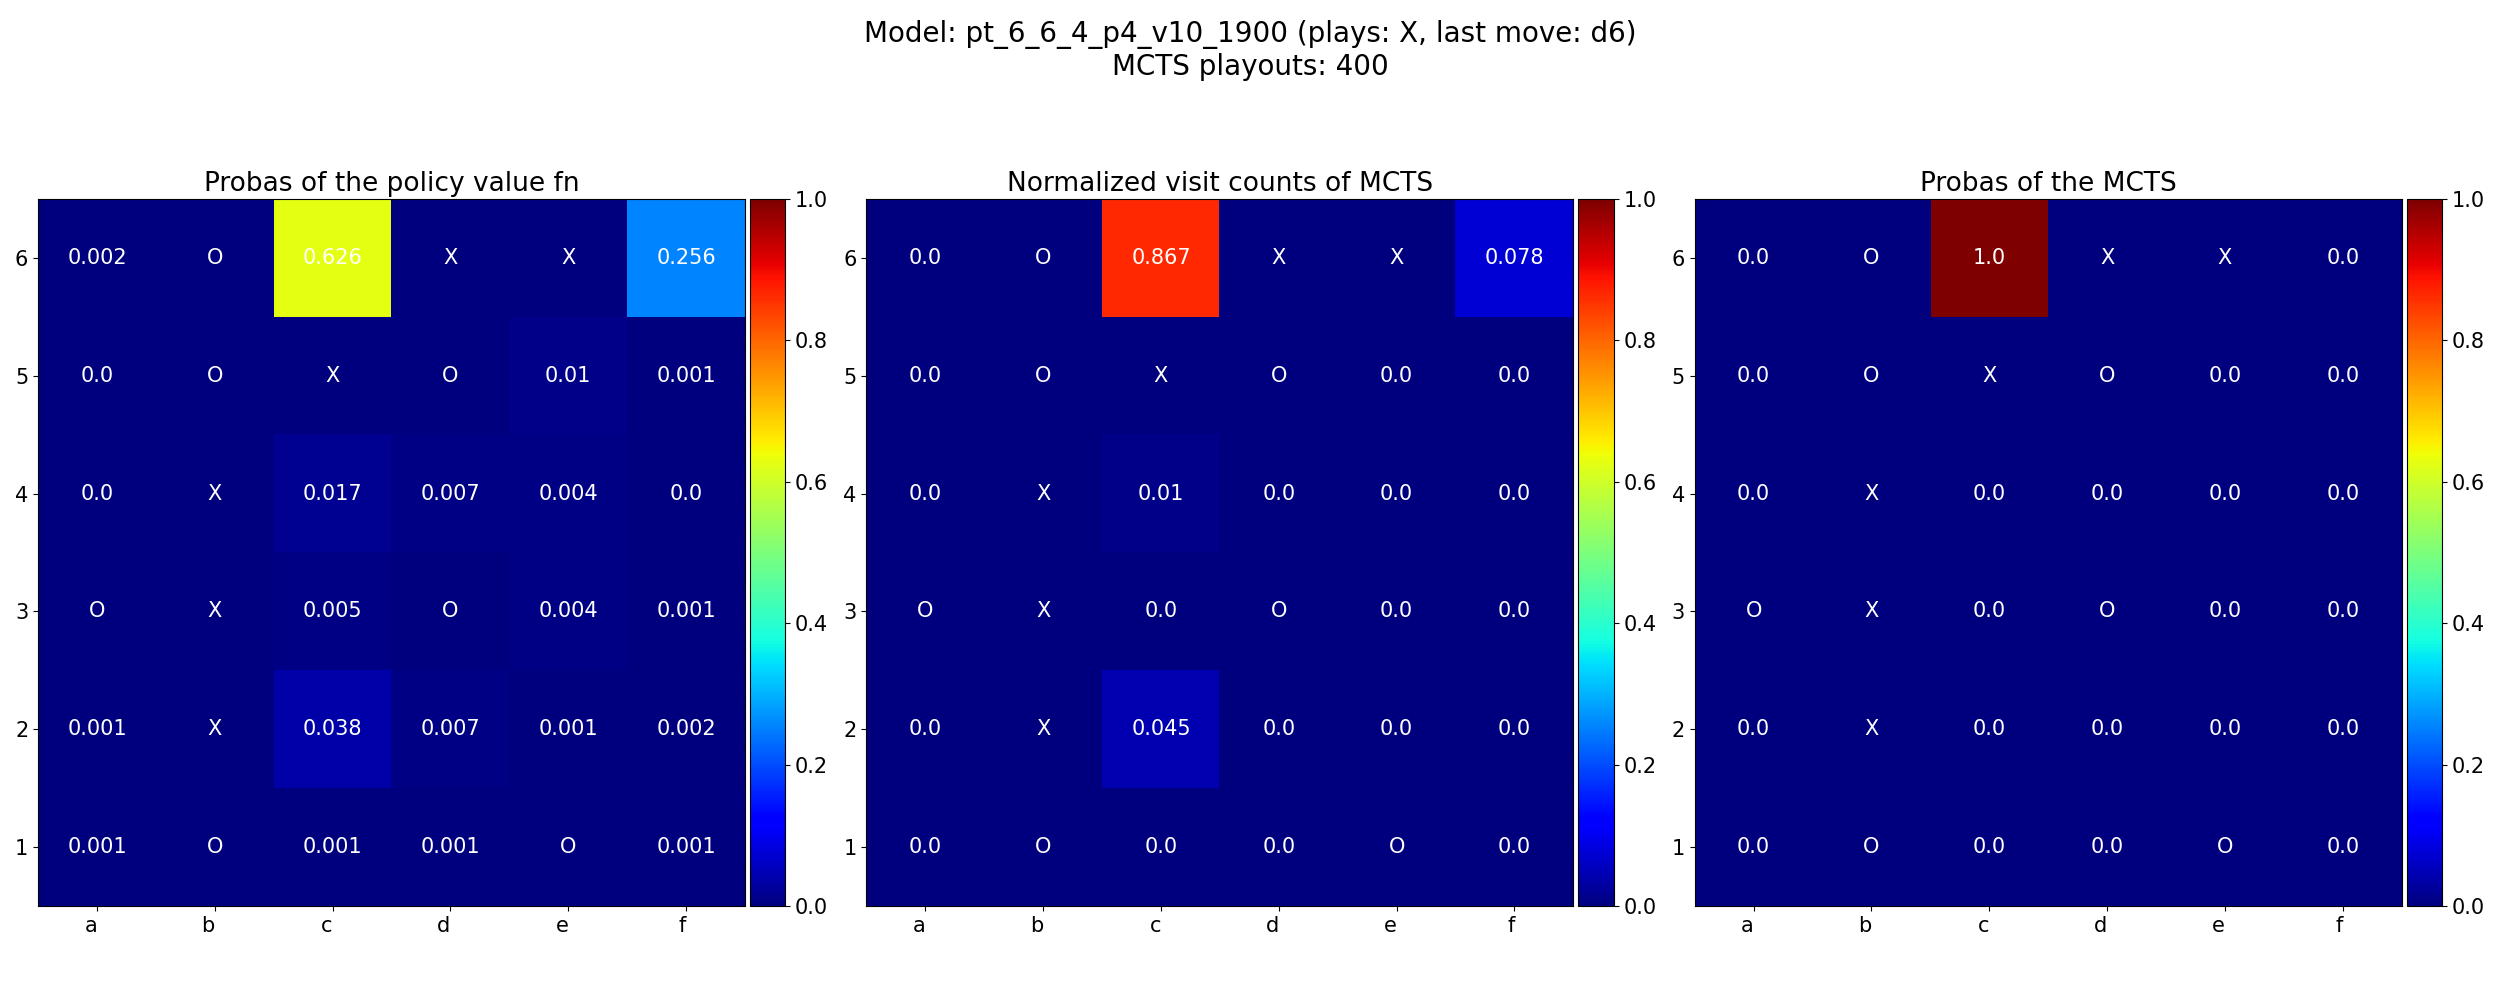 Model: pt_6_6_4_p4_v10_1900 (plays: X, last move: d6)
MCTS playouts: 400
Probas of the policy value fn
6 0.002 O 0.626 X X 0.256
5 0.0 O X O 0.01 0.001
4 0.0 X 0.017 0.007 0.004 0.0
3 O X 0.005 O 0.004 0.001
2 0.001 X 0.038 0.007 0.001 0.002
1 0.001 O 0.001 0.001 O 0.001
a b c d e f
1.0
0.8
0.6
0.4
0.2
0.0
Normalized visit counts of MCTS
6 0.0 O 0.867 X X 0.078
5 0.0 O X O 0.0 0.0
4 0.0 X 0.01 0.0 0.0 0.0
3 O X 0.0 O 0.0 0.0
2 0.0 X 0.045 0.0 0.0 0.0
1 0.0 O 0.0 0.0 O 0.0
a b c d e f
1.0
0.8
0.6
0.4
0.2
0.0
Probas of the MCTS
6 0.0 O 1.0 X X 0.0
5 0.0 O X O 0.0 0.0
4 0.0 X 0.0 0.0 0.0 0.0
3 O X 0.0 O 0.0 0.0
2 0.0 X 0.0 0.0 0.0 0.0
1 0.0 O 0.0 0.0 O 0.0
a b c d e f
1.0
0.8
0.6
0.4
0.2
0.0